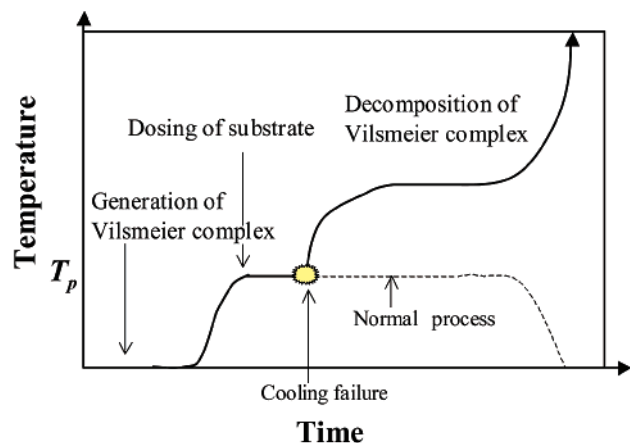 Temperature
Decomposition of
Vilsmeier complex
Dosing of substrate
Generation of
Vilsmeier complex
Tp
Normal process
Cooling failure
Time